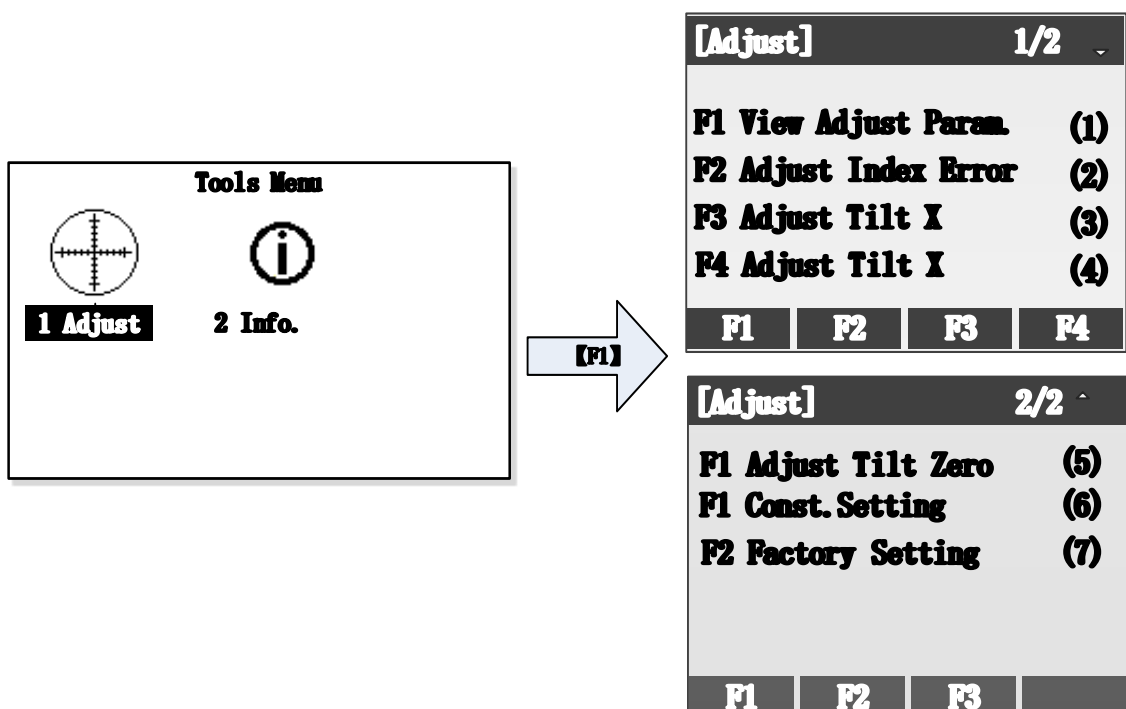 Tools Menu
1 Adjust 2 Info.
【F1】
[Adjust] 1/2
F1 View Adjust Param. (1)
F2 Adjust Index Error (2)
F3 Adjust Tilt X (3)
F4 Adjust Tilt X (4)
F1 F2 F3 F4
[Adjust] 2/2
F1 Adjust Tilt Zero (5)
F1 Const.Setting (6)
F2 Factory Setting (7)
F1 F2 F3